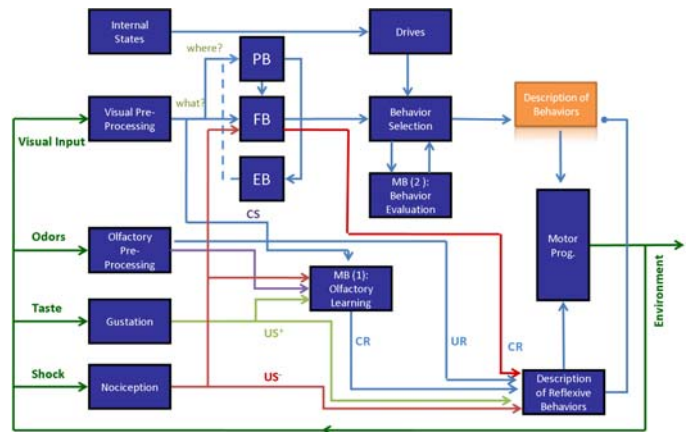 Internal
States
Drives
where?
PB
what?
Visual Pre-
Processing
FB
Behavior
Selection
Description of
Behaviors
Visual Input
EB
MB (2 ):
Behavior
Evaluation
CS
Odors
Olfactory
Pre-
Processing
MB (1):
Olfactory
Learning
Motor
Prog.
Environment
Taste
Gustation
US+
CR
UR
CR
Shock
Nociception
US-
Description
of Reflexive
Behaviors